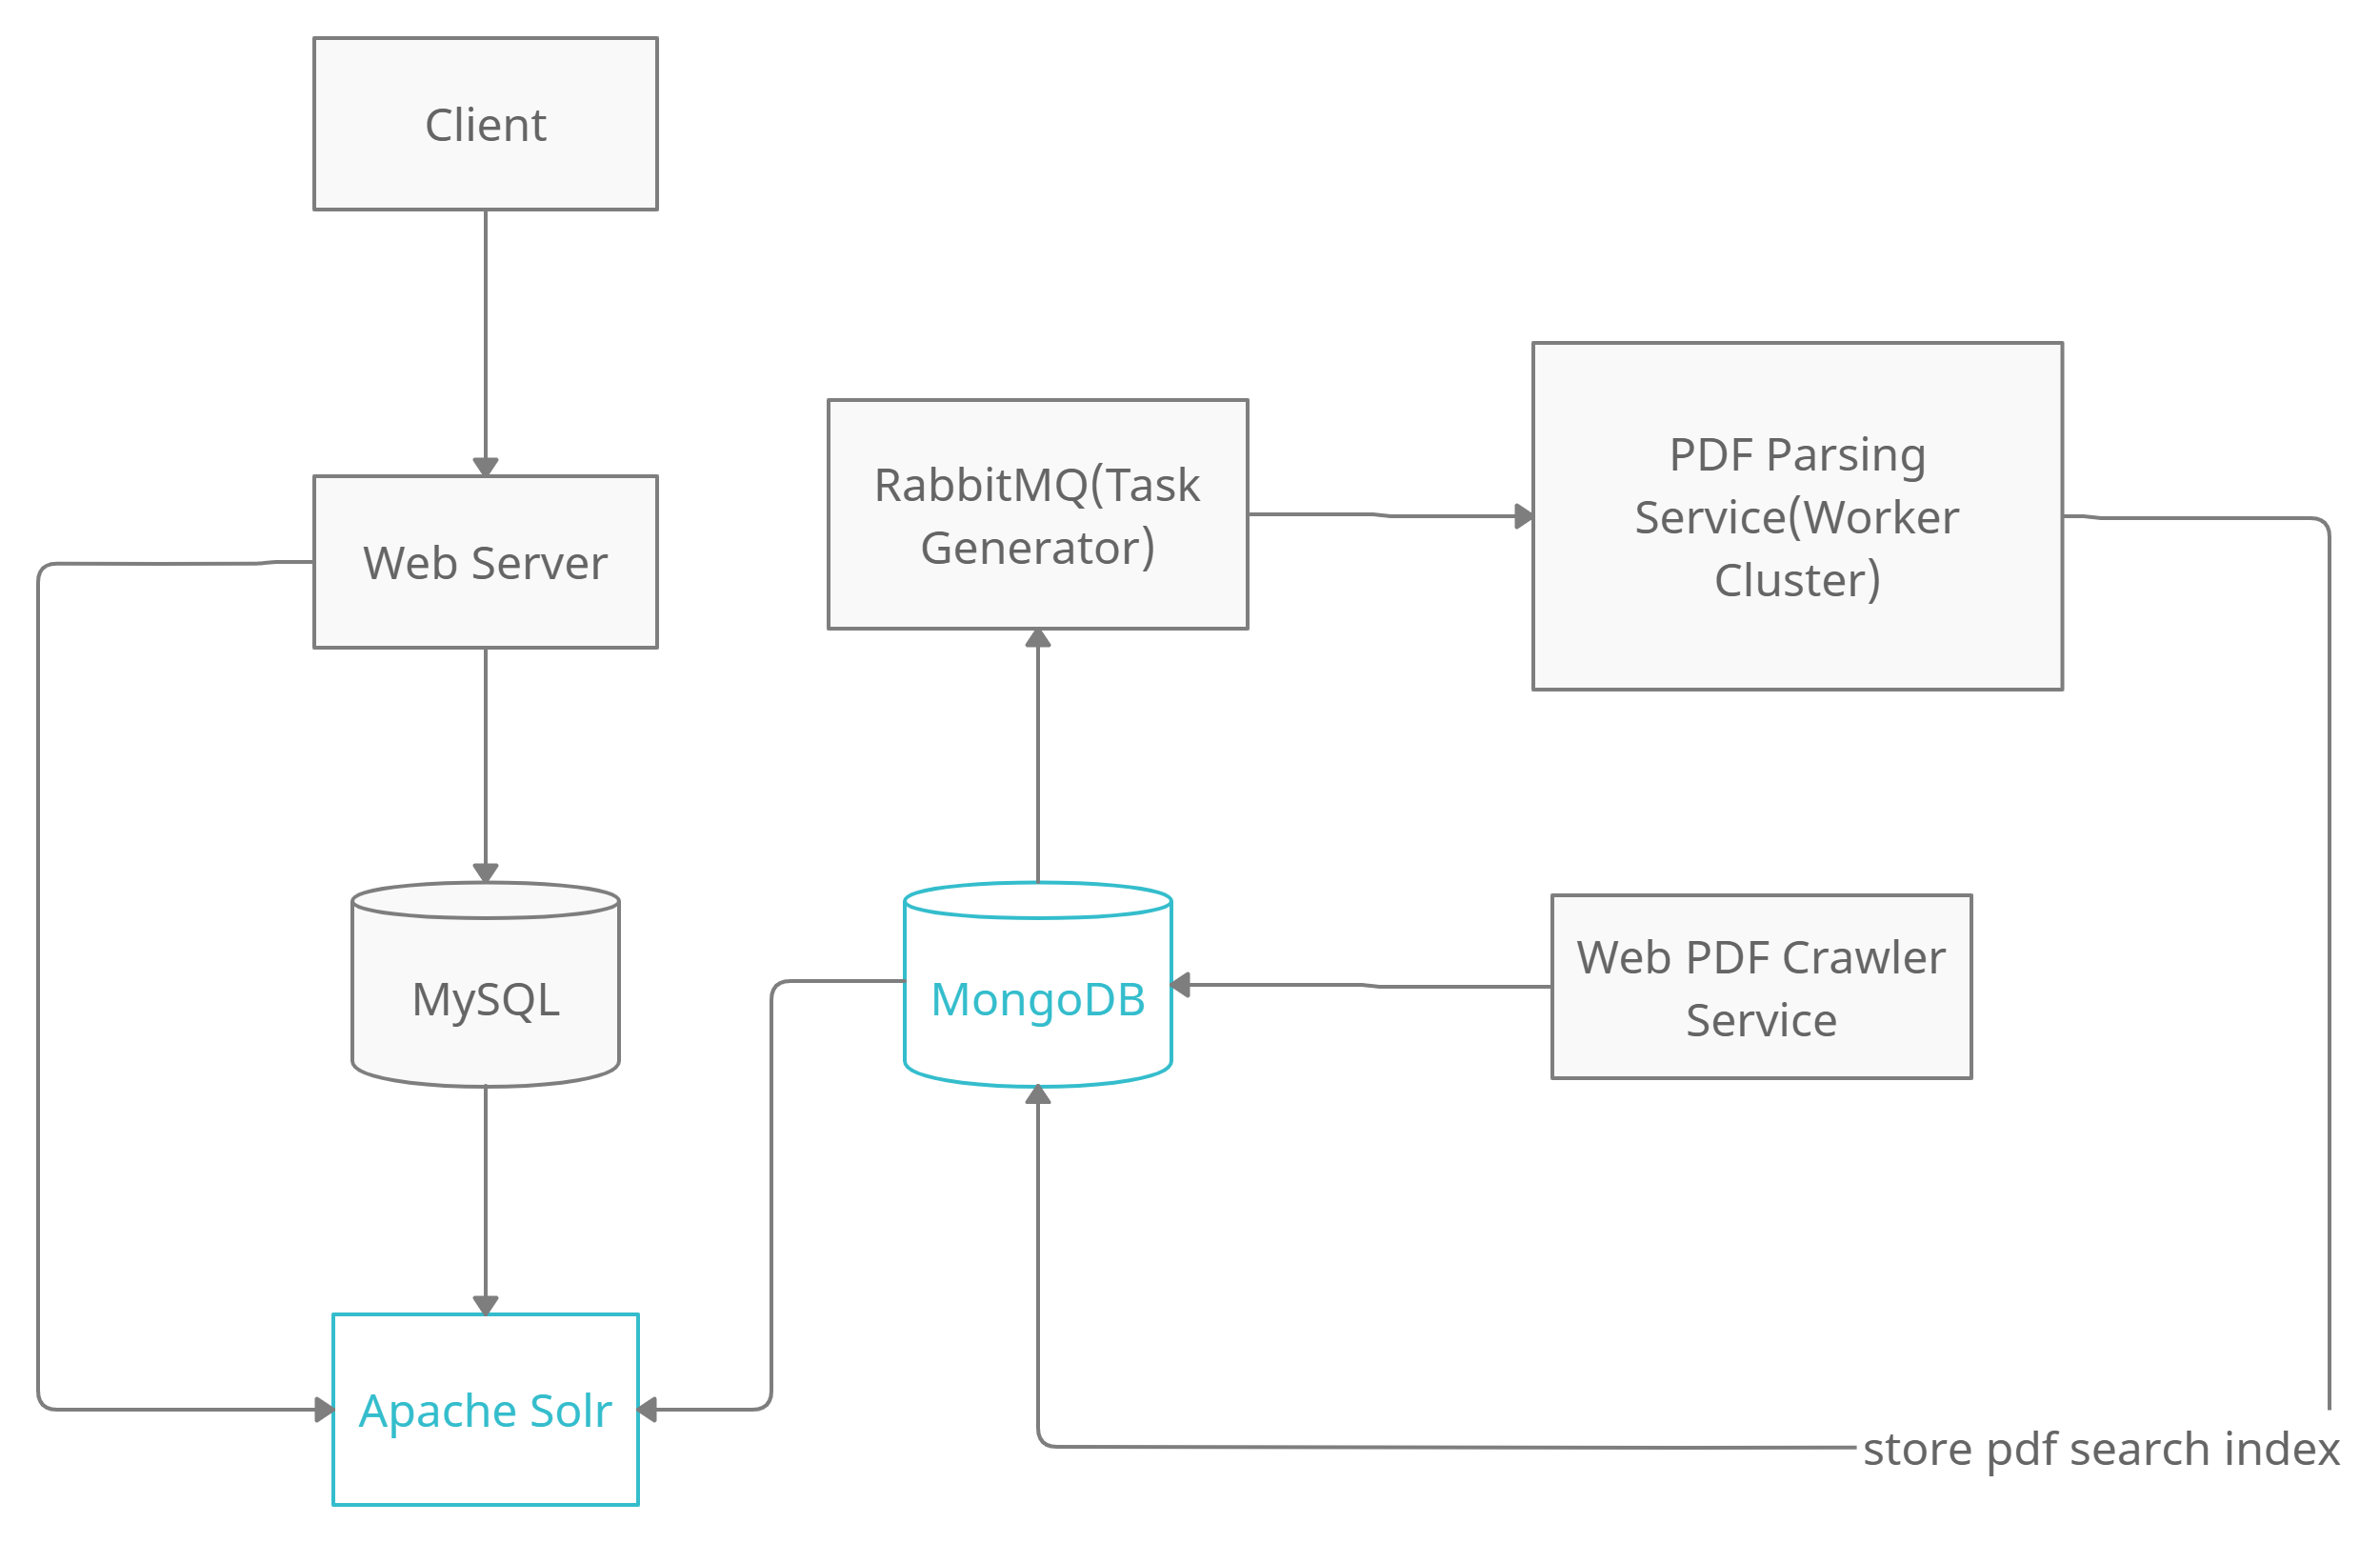 Client
Web Server
RabbitMQ(Task
Generator)
PDF Parsing
Service(Worker
Cluster)
MySQL
MongoDB
Web PDF Crawler
Service
Apache Solr
store pdf search index